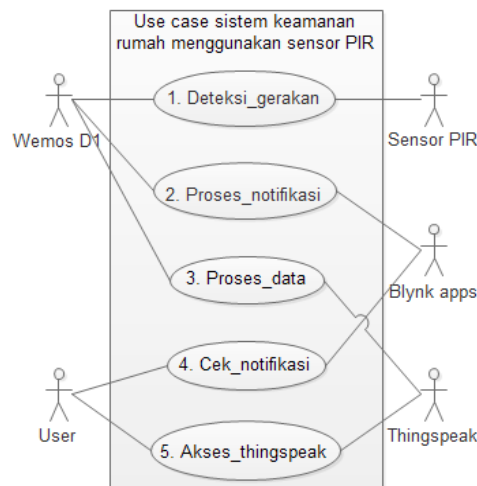 Use case sistem keamanan
rumah menggunakan sensor PIR
1. Deteksi_gerakan
Wemos D1
Sensor PIR
2. Proses_notifikasi
3. Proses_data
Blynk apps
4. Cek_notifikasi
User
Thingspeak
5. Akses_thingspeak